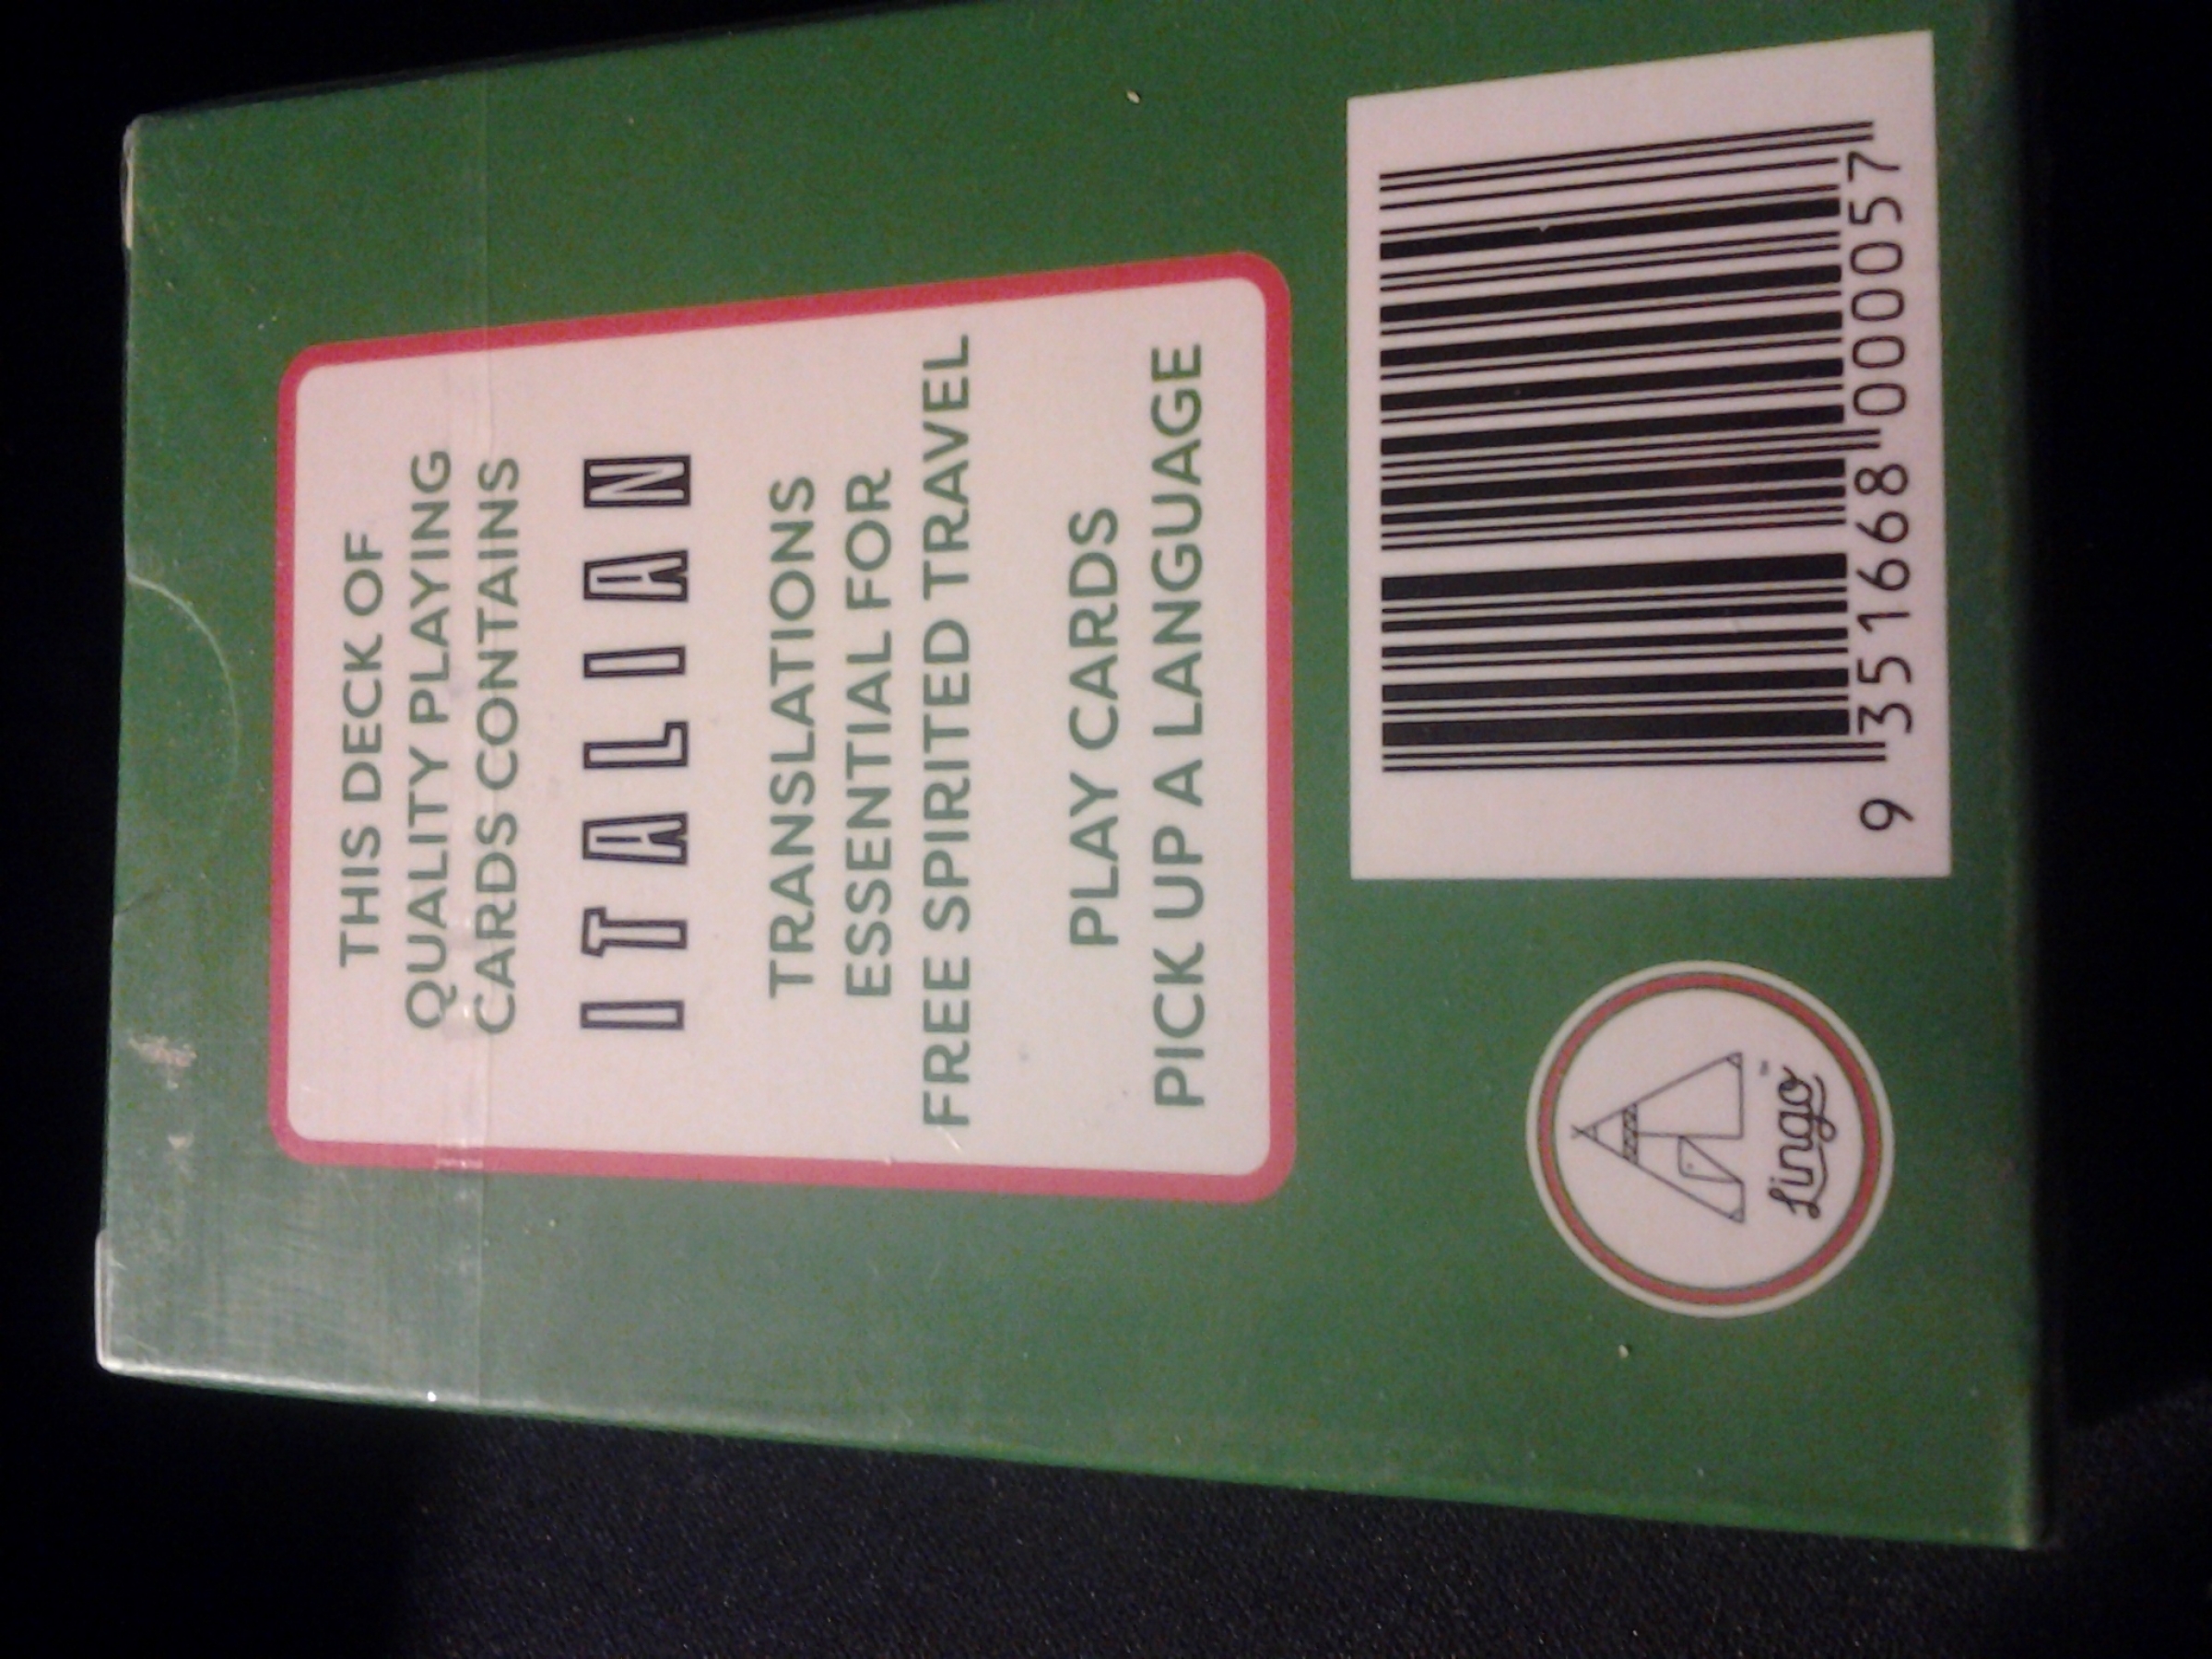 THIS DECK OF
QUALITY PLAYING
CARDS CONTAINS
ITALIAN
TRANSLATIONS
ESSENTIAL FOR
FREE SPIRITED TRAVEL
PLAY CARDS
PICK UP A LANGUAGE
Lingo™
9 351668 000057